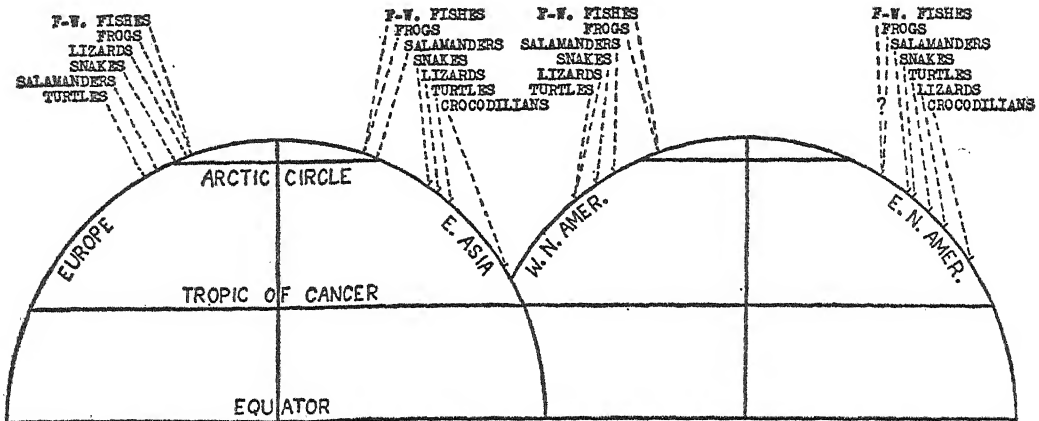 F-W. FISHES
FROGS
LIZARDS
SNAKES
SALAMANDERS
TURTLES
F-W. FISHES
FROGS
SALAMANDERS
SNAKES
LIZARDS
TURTLES
CROCODILIANS
F-W. FISHES
FROGS
SALAMANDERS
SNAKES
LIZARDS
TURTLES
F-W. FISHES
FROGS
SALAMANDERS
SNAKES
TURTLES
LIZARDS
CROCODILIANS
?
ARCTIC CIRCLE
EUROPE
E. ASIA
W. N. AMER.
E. N. AMER.
TROPIC OF CANCER
EQUATOR